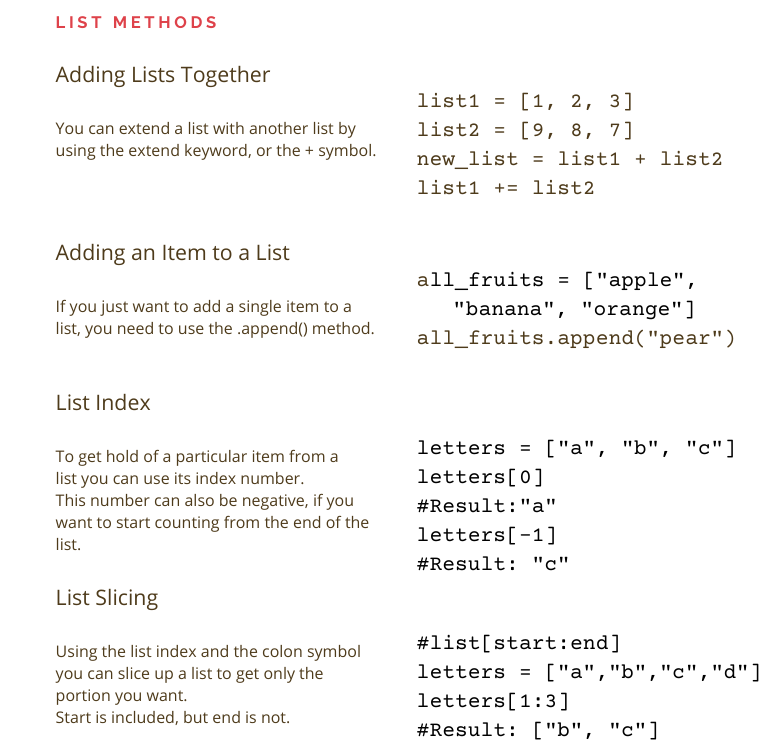 LIST METHODS
Adding Lists Together
You can extend a list with another list by
using the extend keyword, or the + symbol.
list1 = [1, 2, 3]
list2 = [9, 8, 7]
new_list = list1 + list2
list1 += list2
Adding an Item to a List
If you just want to add a single item to a
list, you need to use the .append() method.
all_fruits = ["apple",
"banana", "orange"]
all_fruits.append("pear")
List Index
To get hold of a particular item from a
list you can use its index number.
This number can also be negative, if you
want to start counting from the end of the
list.
letters = ["a", "b", "c"]
letters[0]
#Result:"a"
letters[-1]
#Result: "c"
List Slicing
Using the list index and the colon symbol
you can slice up a list to get only the
portion you want.
Start is included, but end is not.
#list[start:end]
letters = ["a","b","c","d"]
letters[1:3]
#Result: ["b", "c"]